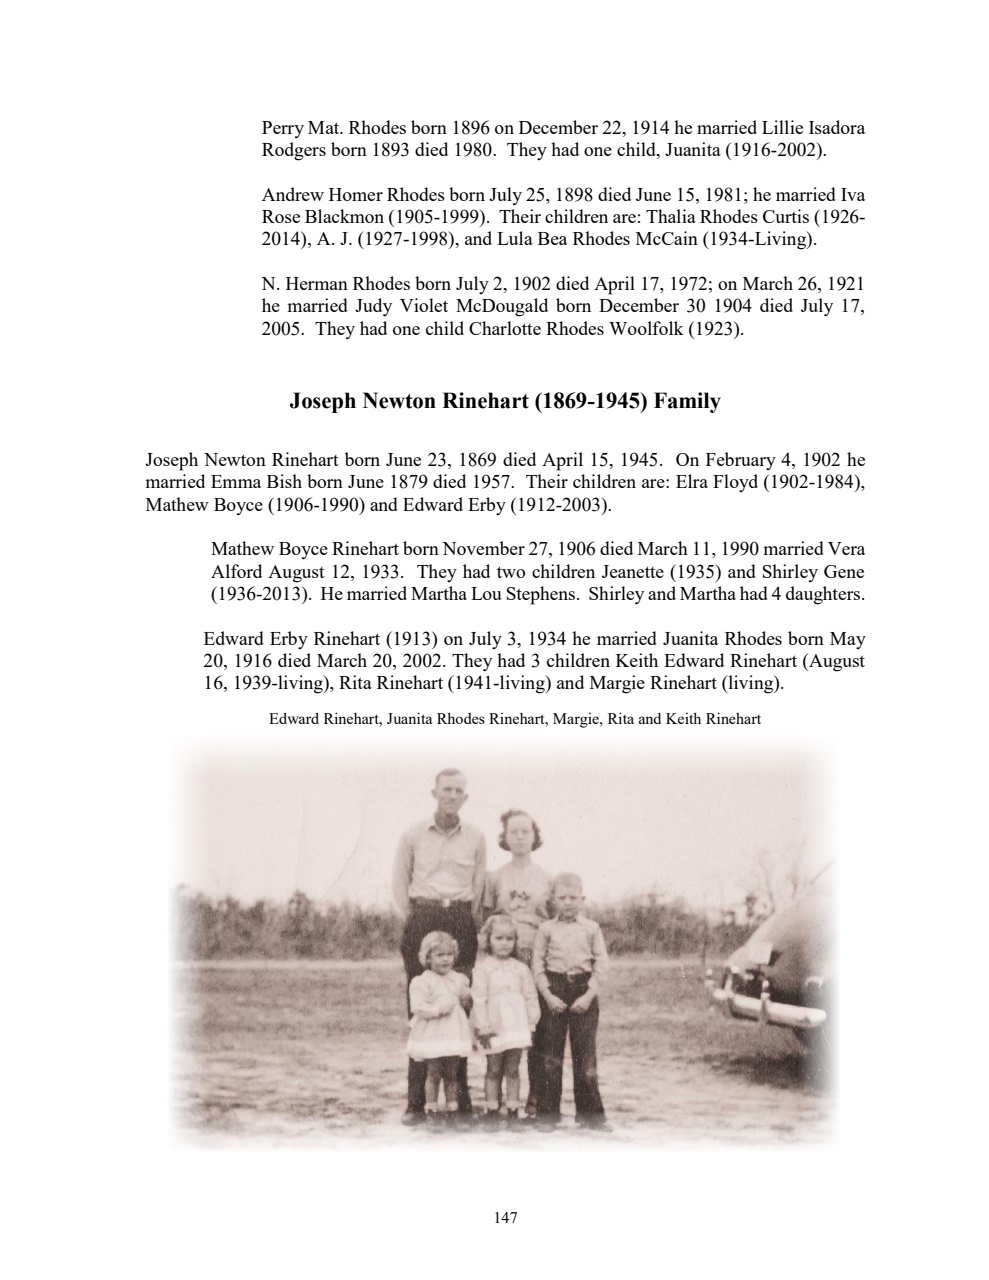 Perry Mat. Rhodes born 1896 on December 22, 1914 he married Lillie Isadora
Rodgers born 1893 died 1980.  They had one child, Juanita (1916-2002).
Andrew Homer Rhodes born July 25, 1898 died June 15, 1981; he married Iva
Rose Blackmon (1905-1999).  Their children are: Thalia Rhodes Curtis (1926-
2014), A. J. (1927-1998), and Lula Bea Rhodes McCain (1934-Living).
N. Herman Rhodes born July 2, 1902 died April 17, 1972; on March 26, 1921
he married Judy Violet McDougald born December 30 1904 died July 17,
2005.  They had one child Charlotte Rhodes Woolfolk (1923).
Joseph Newton Rinehart (1869-1945) Family
Joseph Newton Rinehart born June 23, 1869 died April 15, 1945.  On February 4, 1902 he
married Emma Bish born June 1879 died 1957.  Their children are: Elra Floyd (1902-1984),
Mathew Boyce (1906-1990) and Edward Erby (1912-2003).
Mathew Boyce Rinehart born November 27, 1906 died March 11, 1990 married Vera
Alford August 12, 1933.  They had two children Jeanette (1935) and Shirley Gene
(1936-2013).  He married Martha Lou Stephens.  Shirley and Martha had 4 daughters.
Edward Erby Rinehart (1913) on July 3, 1934 he married Juanita Rhodes born May
20, 1916 died March 20, 2002. They had 3 children Keith Edward Rinehart (August
16, 1939-living), Rita Rinehart (1941-living) and Margie Rinehart (living).
Edward Rinehart, Juanita Rhodes Rinehart, Margie, Rita and Keith Rinehart
147